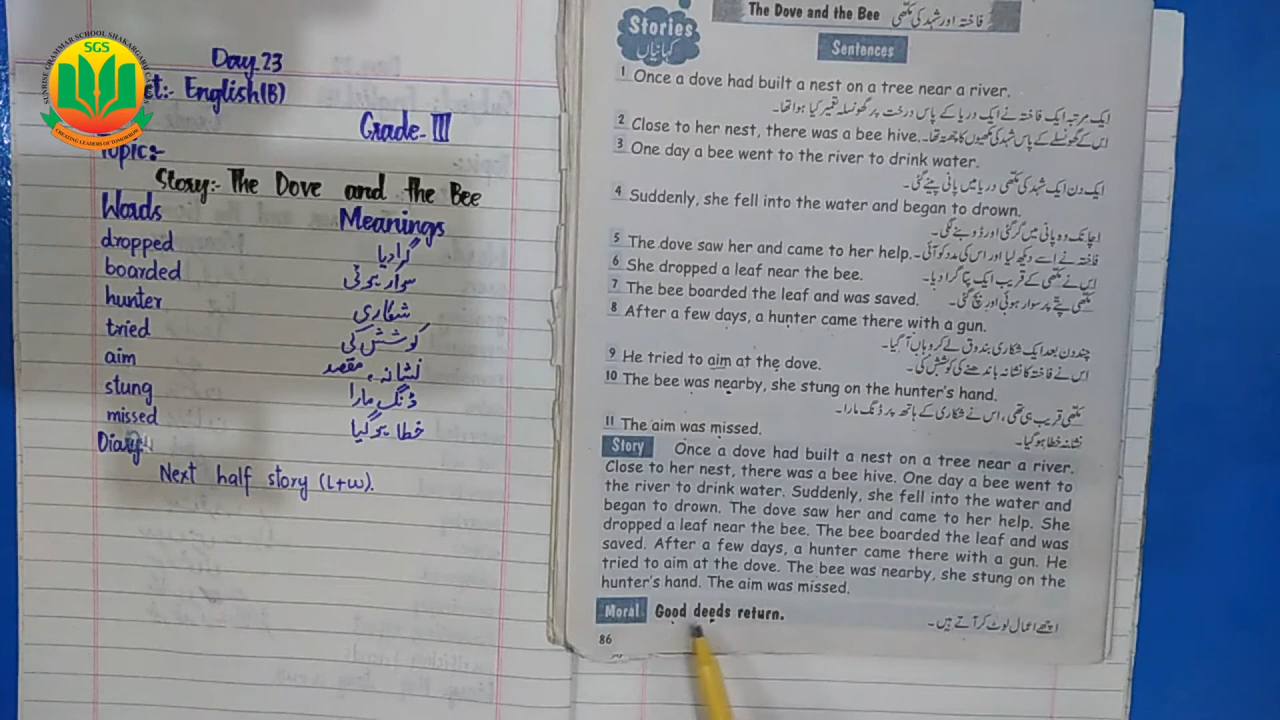 SUNRISE GRAMMAR SCHOOL SHAKARGARH
SGS
CREATING LEADERS OF TOMORROW
Day.23
ct:- English(B)
Grade-III
Topic:-
Story:- The Dove and the Bee
Words Meanings
dropped گرا دیا
boarded سوار ہوئی
hunter شکاری
tried کوشش کی
aim نشانہ، مقصد
stung ڈنگ مارا
missed خطا ہو گیا
Diary
Next half story (L+W).
Stories
کہانیاں
The Dove and the Bee فاختہ اور شہد کی مکھی
Sentences
1 Once a dove had built a nest on a tree near a river.
ایک مرتبہ ایک فاختہ نے ایک دریا کے پاس درخت پر گھونسلہ تعمیر کیا ہوا تھا۔
2 Close to her nest, there was a bee hive. اس کے گھونسلے کے پاس شہد کی مکھیوں کا چھتہ تھا۔
3 One day a bee went to the river to drink water.
ایک دن ایک شہد کی مکھی دریا میں پانی پینے گئی۔
4 Suddenly, she fell into the water and began to drown.
اچانک وہ پانی میں گر گئی اور ڈوبنے لگی۔
5 The dove saw her and came to her help. فاختہ نے اسے دیکھ لیا اور اس کی مدد کو آئی۔
6 She dropped a leaf near the bee. اس نے مکھی کے قریب ایک پتا گرا دیا۔
7 The bee boarded the leaf and was saved. مکھی پتے پر سوار ہوئی اور بچ گئی۔
8 After a few days, a hunter came there with a gun.
چند دن بعد ایک شکاری بندوق لے کر وہاں آ گیا۔
9 He tried to aim at the dove. اس نے فاختہ کا نشانہ باندھنے کی کوشش کی۔
10 The bee was nearby, she stung on the hunter's hand.
مکھی قریب ہی تھی، اس نے شکاری کے ہاتھ پر ڈنگ مارا۔
11 The aim was missed.
نشانہ خطا ہو گیا۔
Story Once a dove had built a nest on a tree near a river.
Close to her nest, there was a bee hive. One day a bee went to
the river to drink water. Suddenly, she fell into the water and
began to drown. The dove saw her and came to her help. She
dropped a leaf near the bee. The bee boarded the leaf and was
saved. After a few days, a hunter came there with a gun. He
tried to aim at the dove. The bee was nearby, she stung on the
hunter's hand. The aim was missed.
Moral Good deeds return. اچھے اعمال لوٹ کر آتے ہیں۔
86